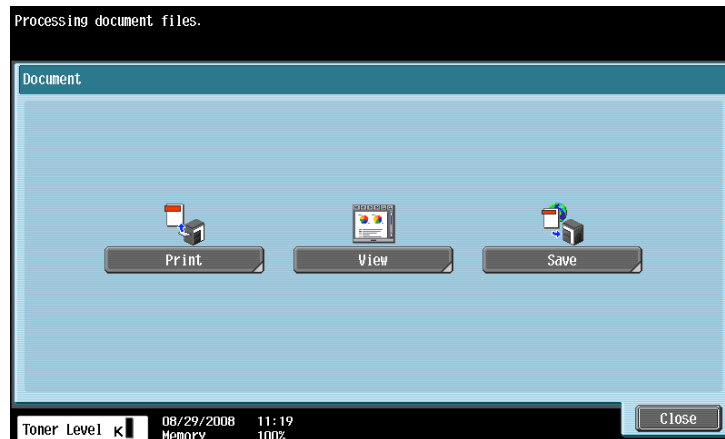 Processing document files.
Document
Print
View
Save
Close
Toner Level K
08/29/2008 11:19
Memory 100%